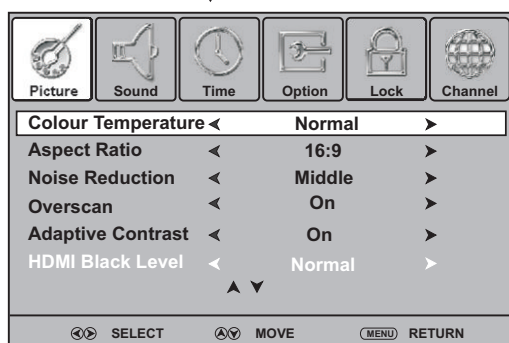 Picture Sound Time Option Lock Channel
Colour Temperature Normal
Aspect Ratio 16:9
Noise Reduction Middle
Overscan On
Adaptive Contrast On
HDMI Black Level Normal
SELECT MOVE MENU RETURN